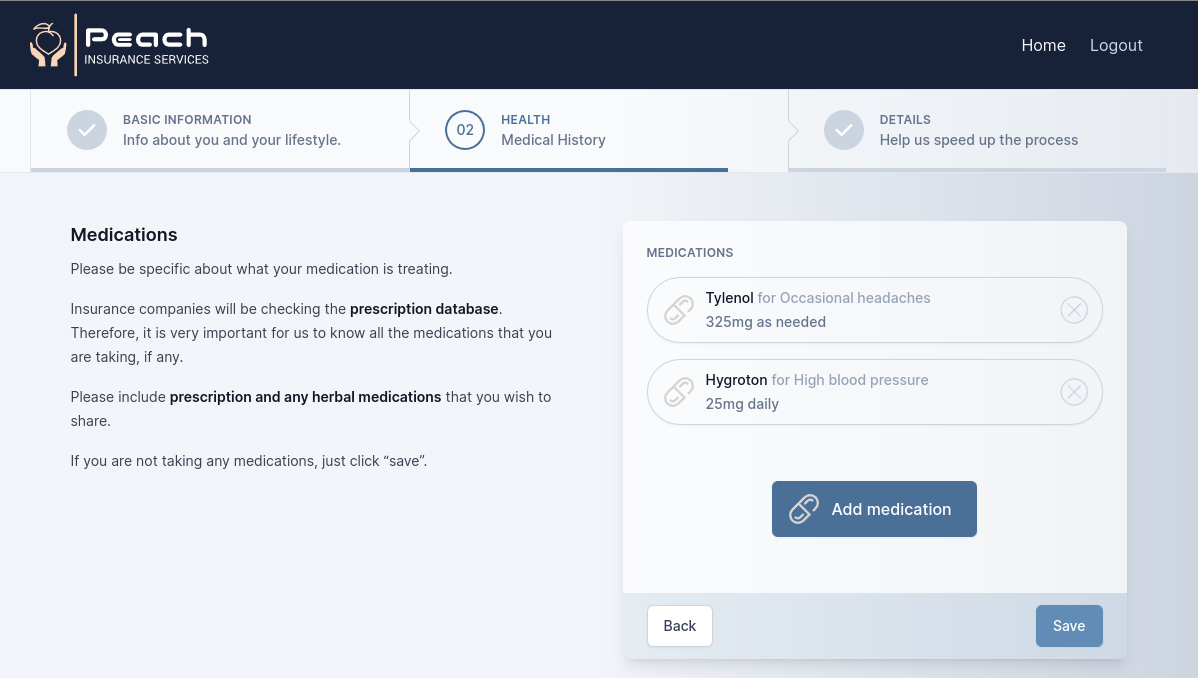 Peach
INSURANCE SERVICES
Home
Logout
BASIC INFORMATION
Info about you and your lifestyle.
02
HEALTH
Medical History
DETAILS
Help us speed up the process
Medications
Please be specific about what your medication is treating.
Insurance companies will be checking the prescription database.
Therefore, it is very important for us to know all the medications that you
are taking, if any.
Please include prescription and any herbal medications that you wish to
share.
If you are not taking any medications, just click “save”.
MEDICATIONS
Tylenol for Occasional headaches
325mg as needed
Hygroton for High blood pressure
25mg daily
Add medication
Back
Save